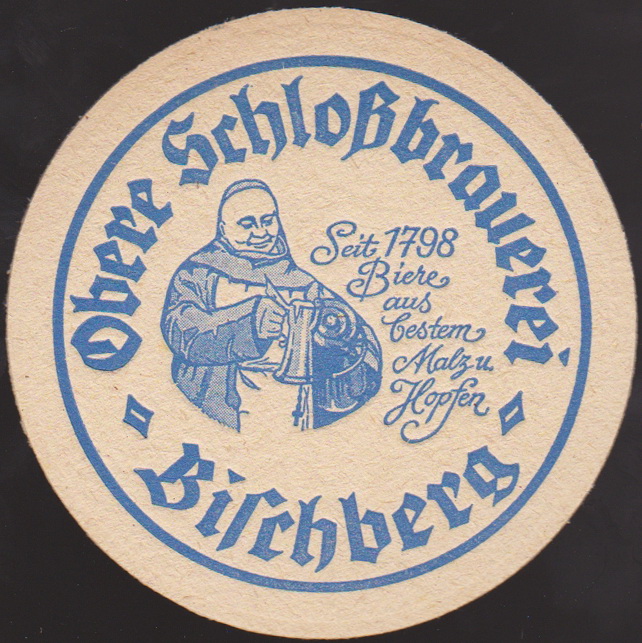 Obere Schloßbrauerei
Seit 1798
Biere
aus
bestem
Malz u.
Hopfen
Biſchberg